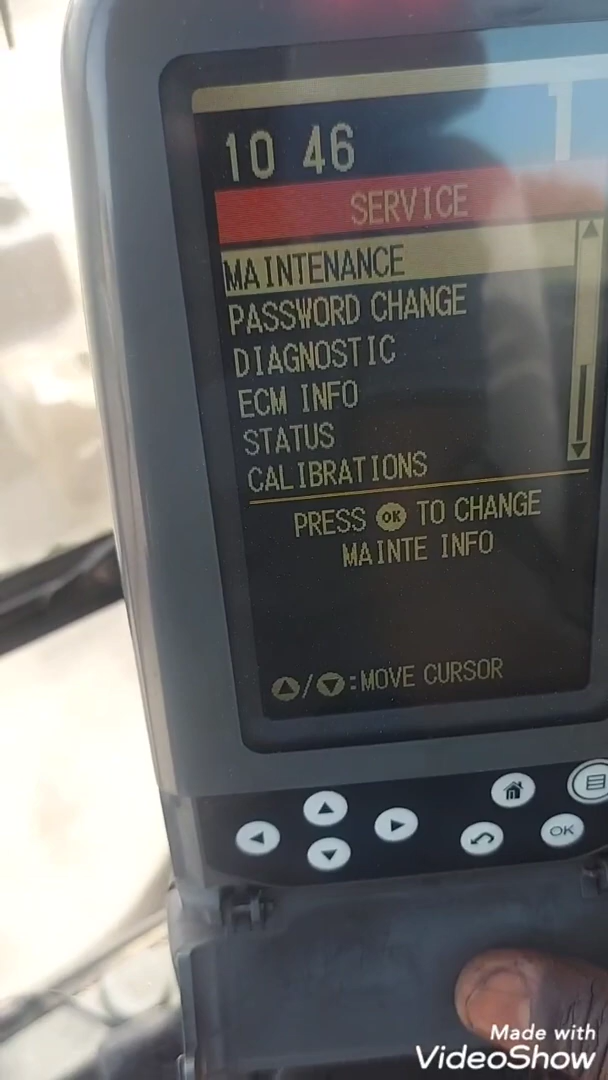 10 46
SERVICE
MAINTENANCE
PASSWORD CHANGE
DIAGNOSTIC
ECM INFO
STATUS
CALIBRATIONS
PRESS OK TO CHANGE
MAINTE INFO
▲/▼:MOVE CURSOR
OK
Made with
VideoShow